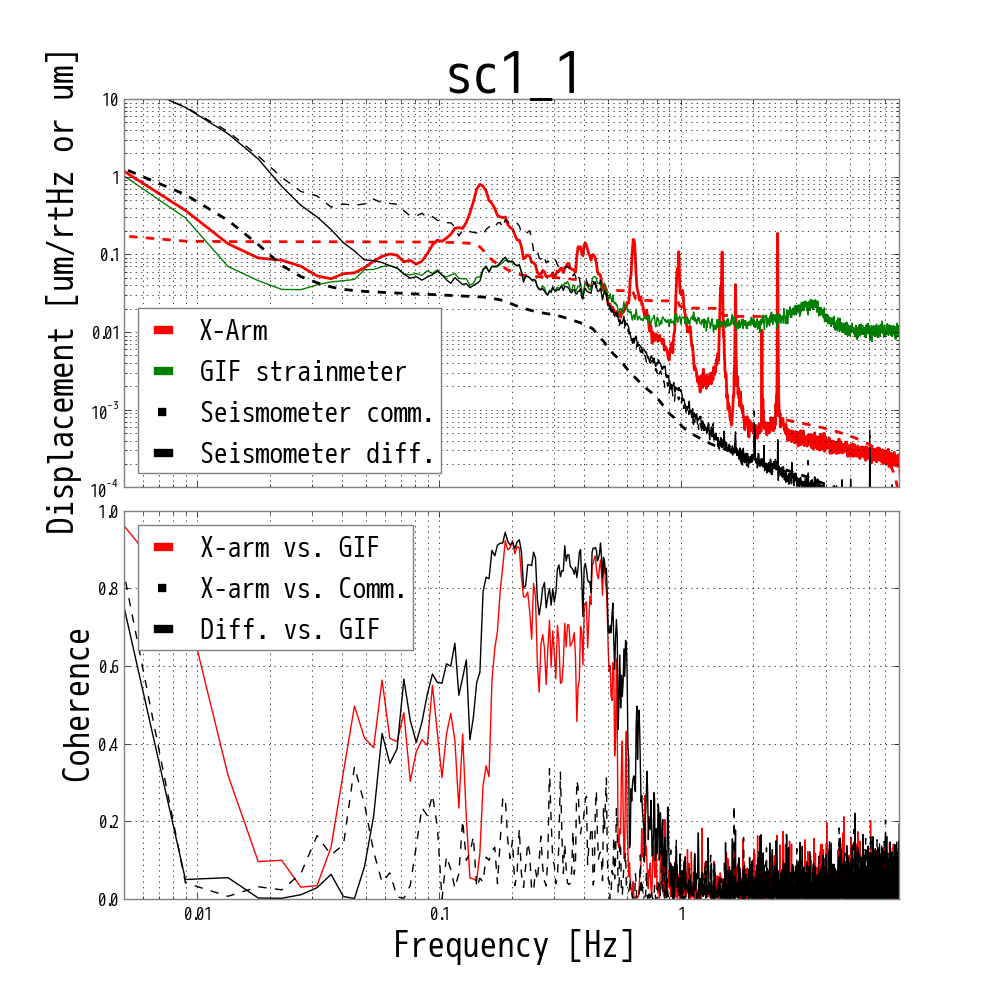 sc1_1
Displacement [um/rtHz or um]
10
1
0.1
0.01
10^-3
10^-4
X-Arm
GIF strainmeter
Seismometer comm.
Seismometer diff.
Coherence
1.0
0.8
0.6
0.4
0.2
0.0
X-arm vs. GIF
X-arm vs. Comm.
Diff. vs. GIF
0.01 0.1 1
Frequency [Hz]